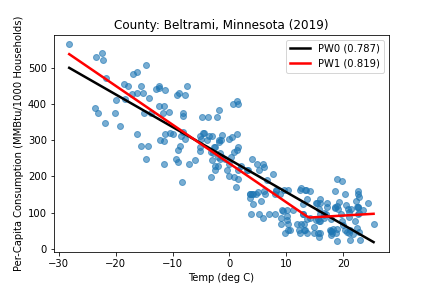 County: Beltrami, Minnesota (2019)
PW0 (0.787)
PW1 (0.819)
Per-Capita Consumption (MMBtu/1000 Households)
500
400
300
200
100
0
−30 −20 −10 0 10 20
Temp (deg C)